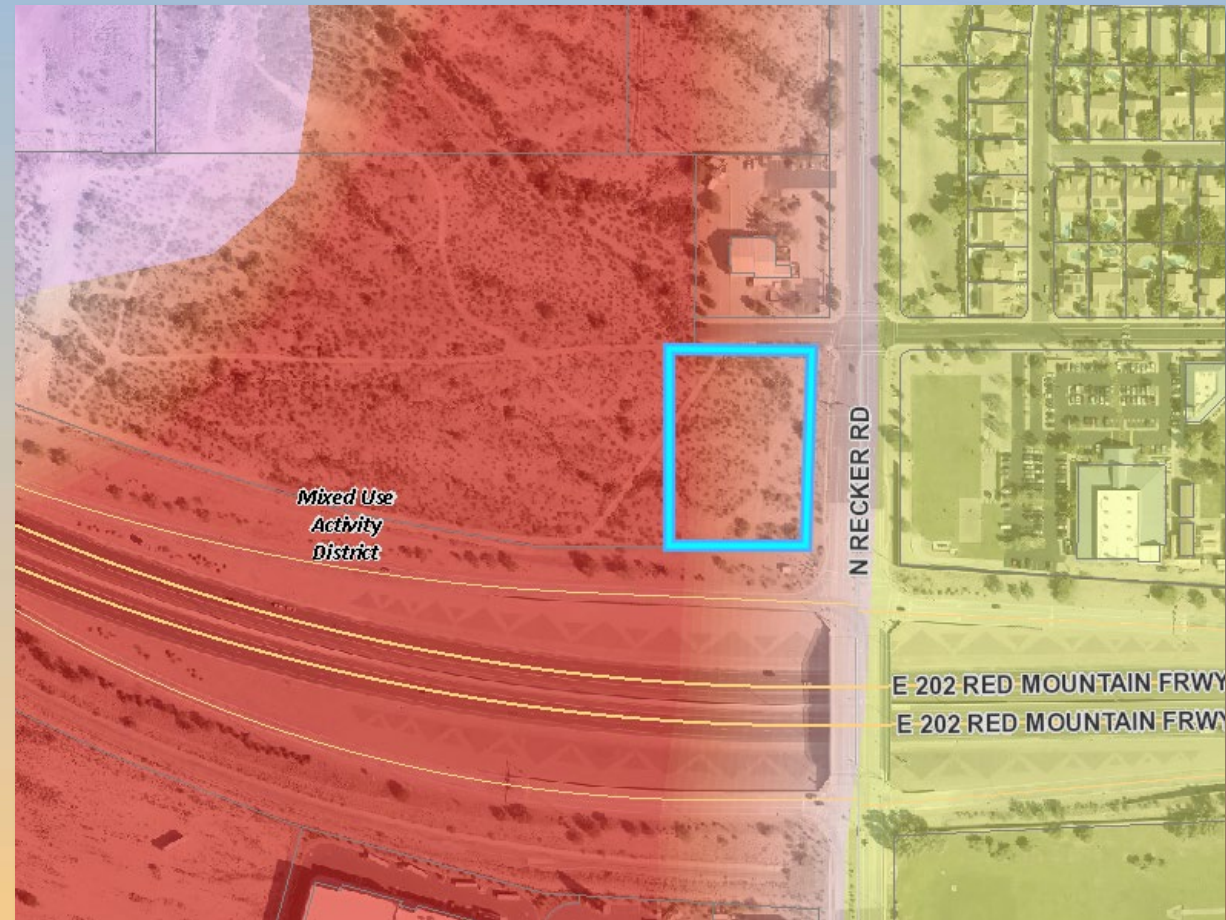 Mixed Use
Activity
District
N RECKER RD
E 202 RED MOUNTAIN FRWY
E 202 RED MOUNTAIN FRWY